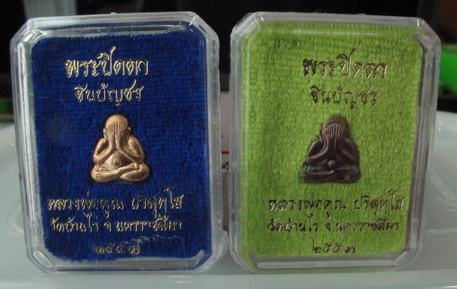 พระปิดตา
ชินบัญชร
หลวงพ่อคูณ ปริสุทฺโธ
วัดบ้านไร่ จ.นครราชสีมา
๒๕๕๓
พระปิดตา
ชินบัญชร
หลวงพ่อคูณ ปริสุทฺโธ
วัดบ้านไร่ จ.นครราชสีมา
๒๕๕๓